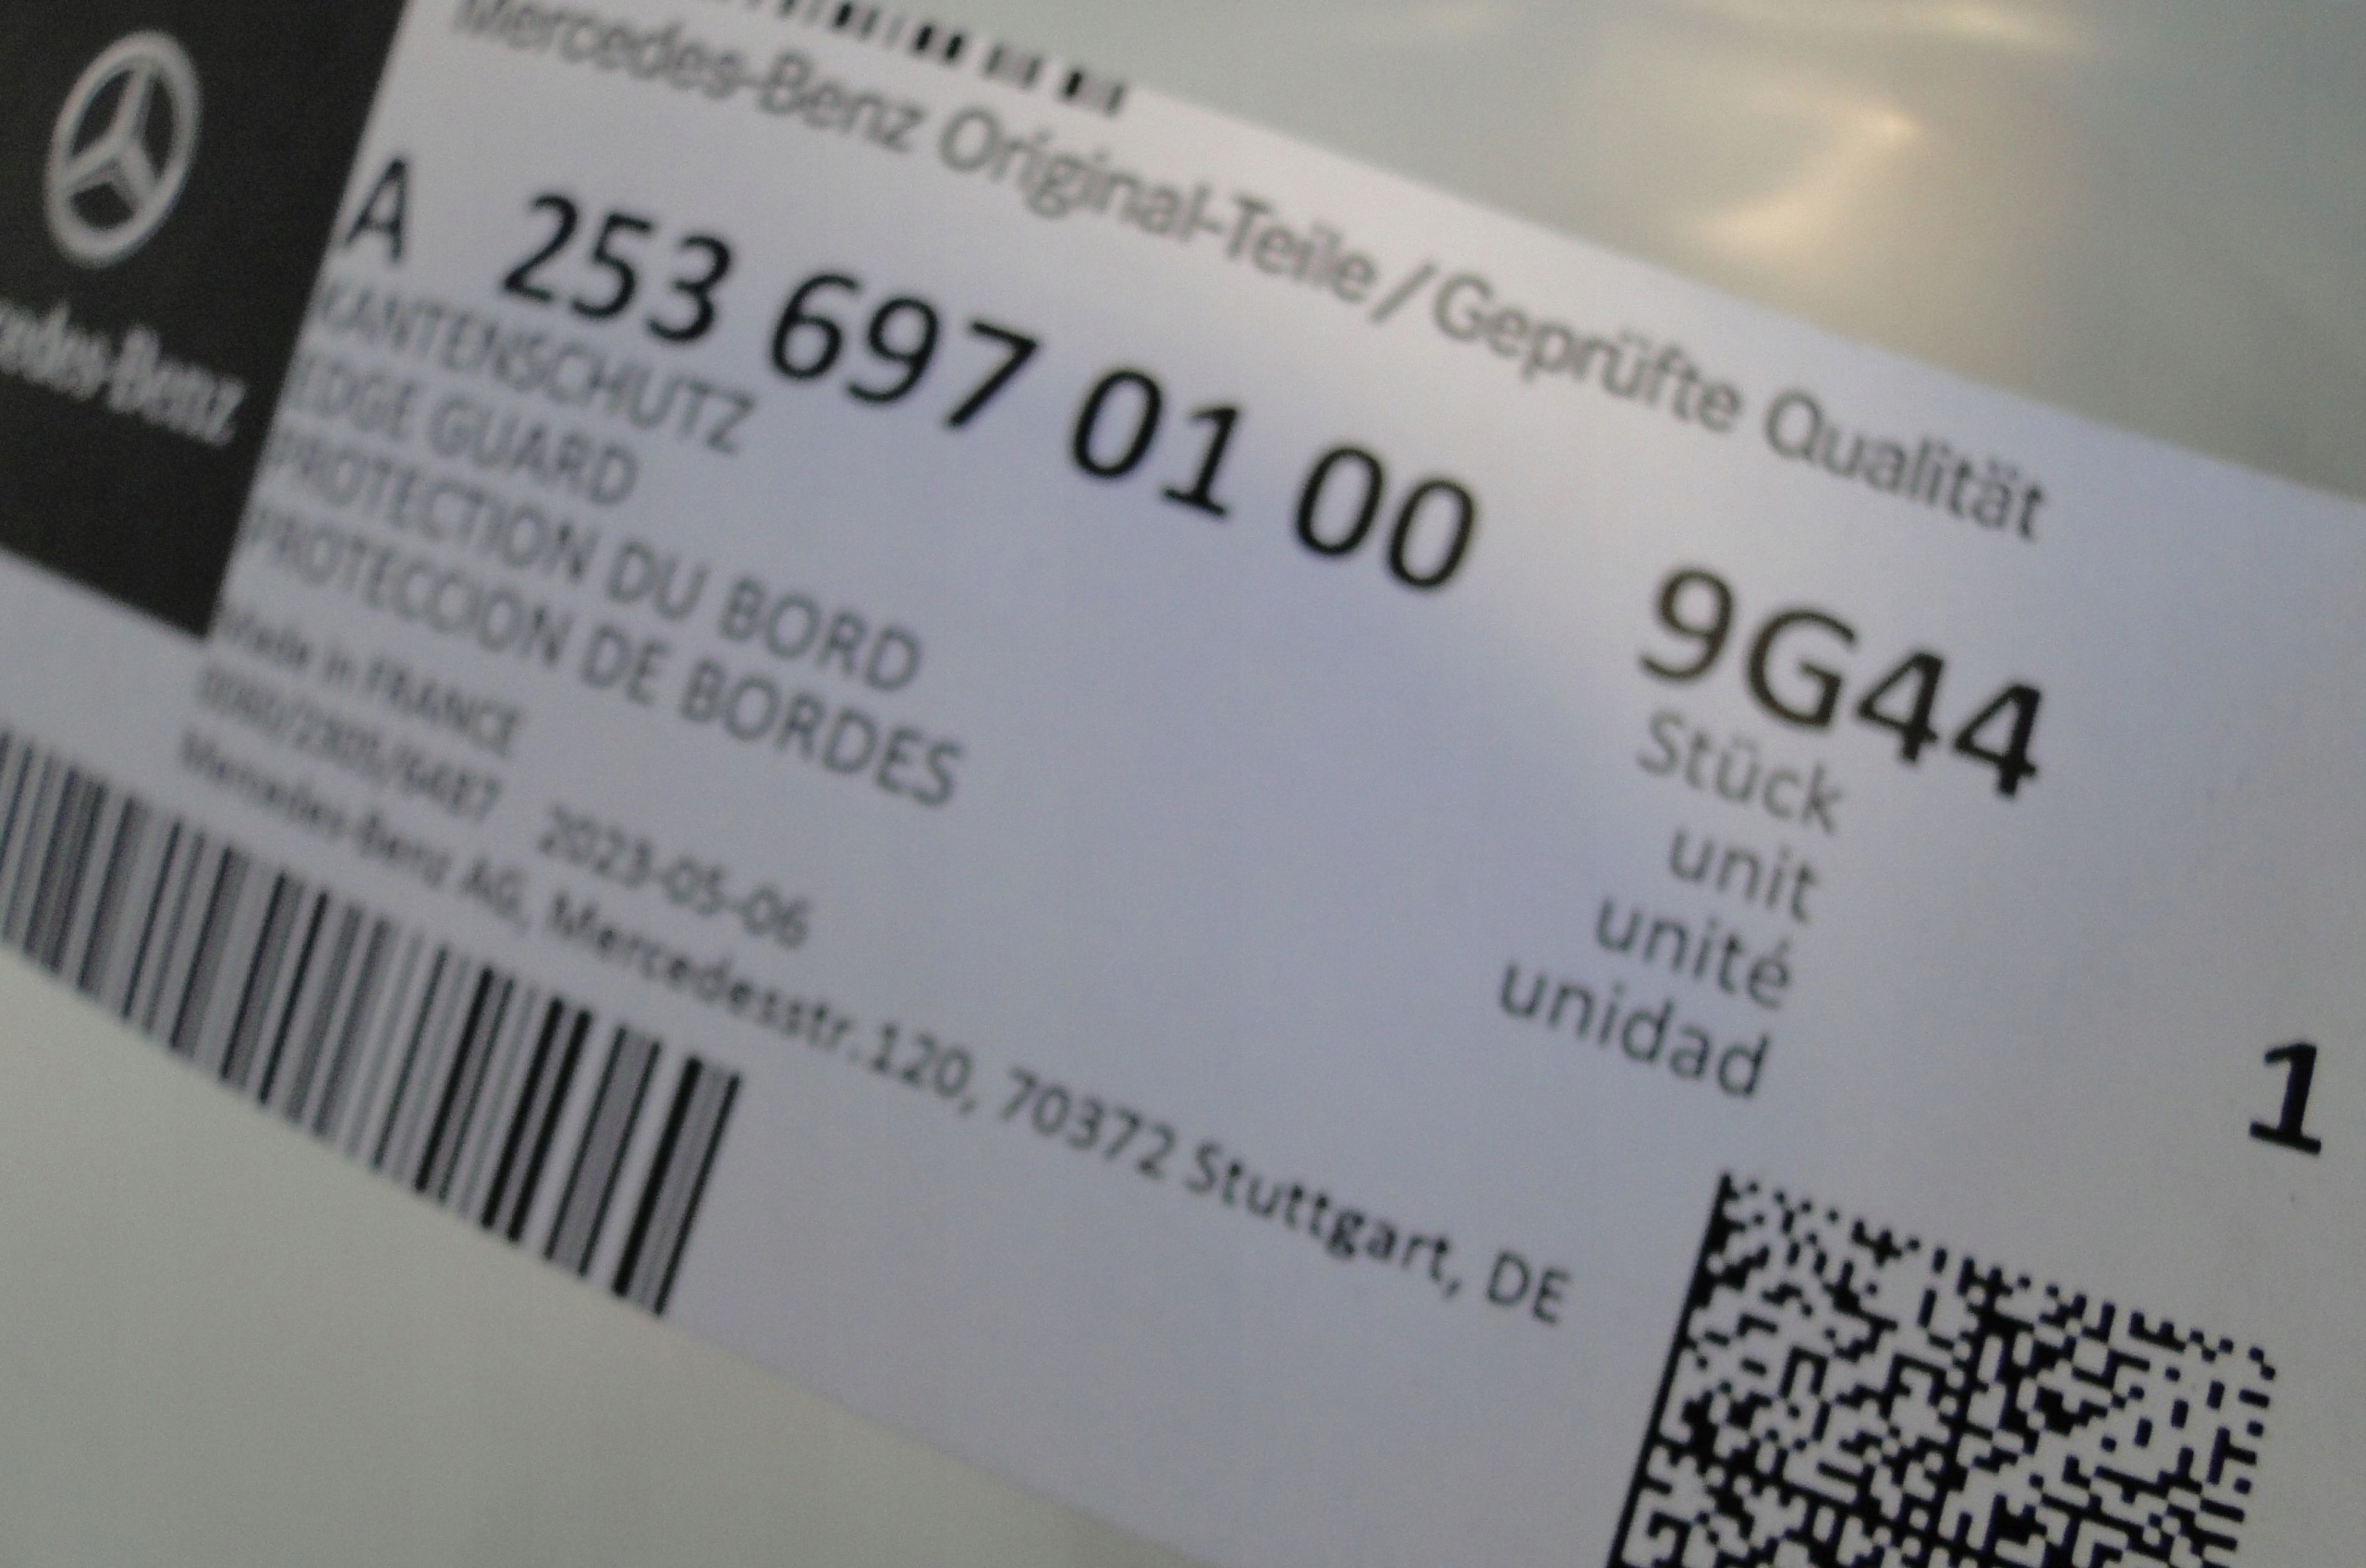 Mercedes-Benz Original-Teile / Geprüfte Qualität
A 253 697 01 00 9G44
KANTENSCHUTZ
EDGE GUARD
PROTECTION DU BORD
PROTECCION DE BORDES
Stück
unit
unité
unidad
1
Made in FRANCE
2023-05-06
Mercedes-Benz AG, Mercedesstr.120, 70372 Stuttgart, DE